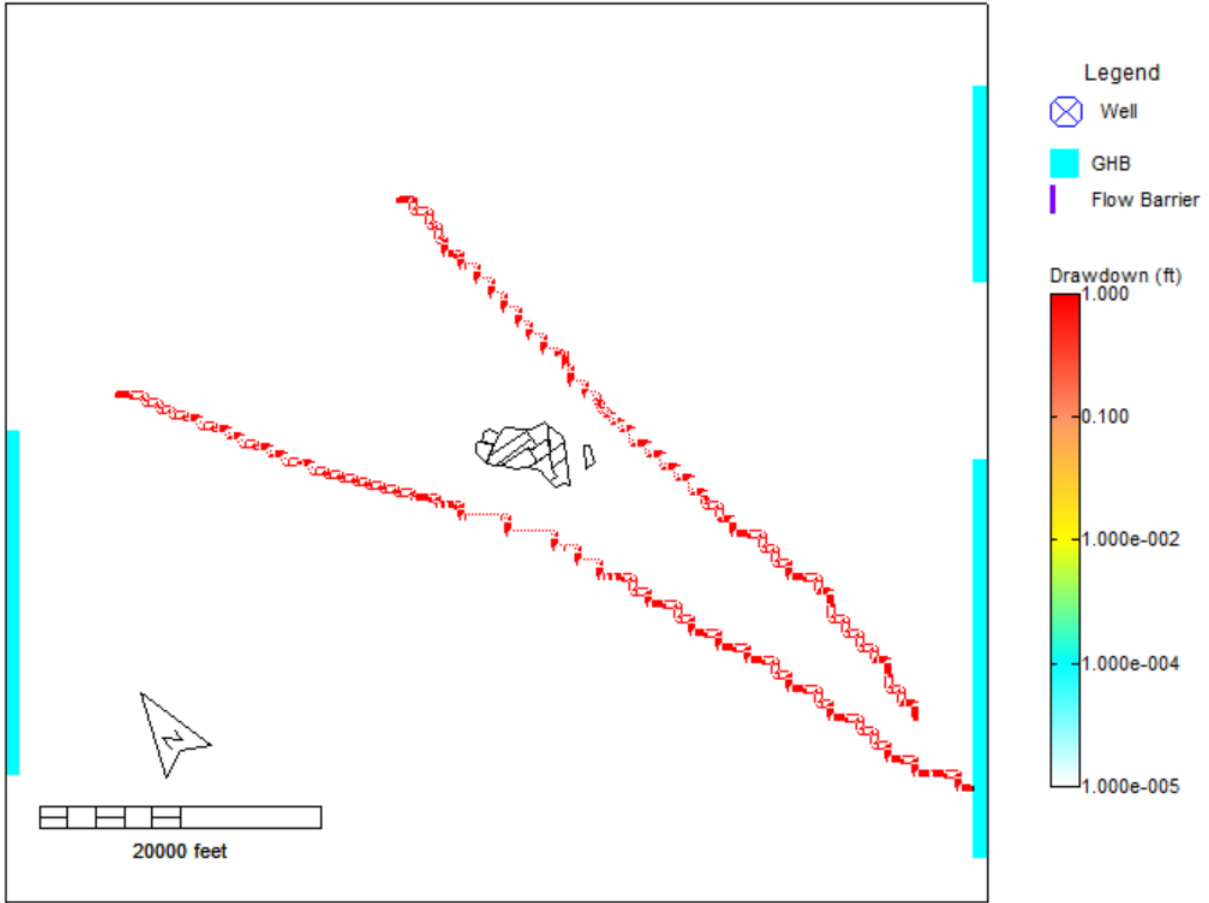 Legend
Well
GHB
Flow Barrier
Drawdown (ft)
1.000
0.100
1.000e-002
1.000e-004
1.000e-005
N
20000 feet